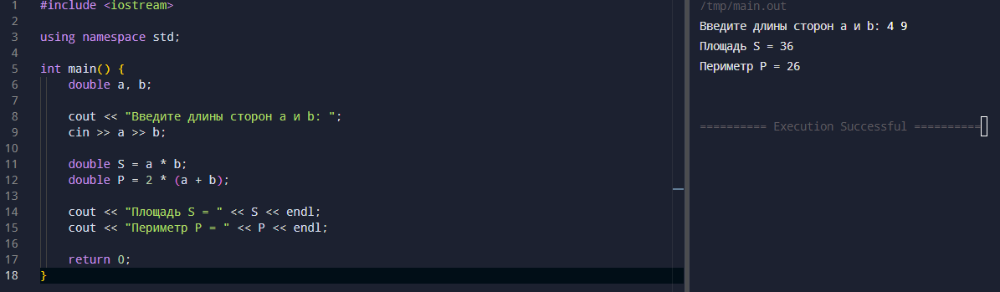 1 #include <iostream>
2
3 using namespace std;
4
5 int main() {
6     double a, b;
7
8     cout << "Введите длины сторон a и b: ";
9     cin >> a >> b;
10
11     double S = a * b;
12     double P = 2 * (a + b);
13
14     cout << "Площадь S = " << S << endl;
15     cout << "Периметр P = " << P << endl;
16
17     return 0;
18 }
/tmp/main.out
Введите длины сторон a и b: 4 9
Площадь S = 36
Периметр P = 26
========== Execution Successful ==========